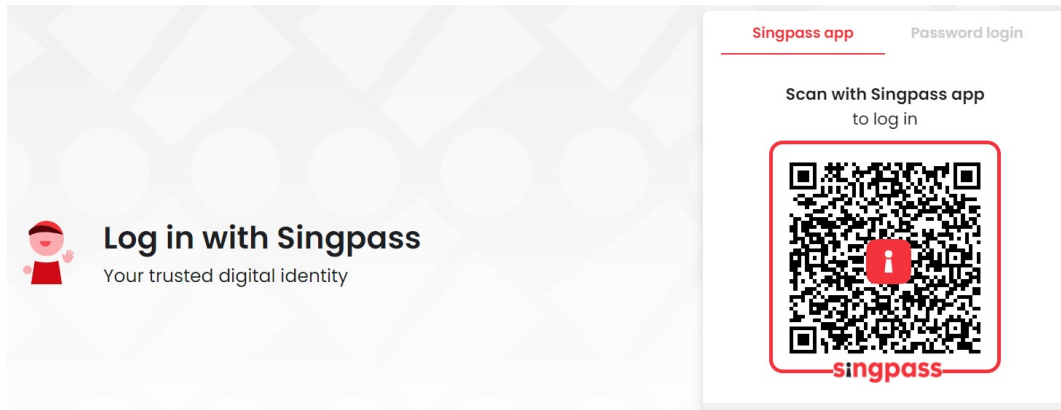 Singpass app
Password login
Scan with Singpass app
to log in
singpass
Log in with Singpass
Your trusted digital identity